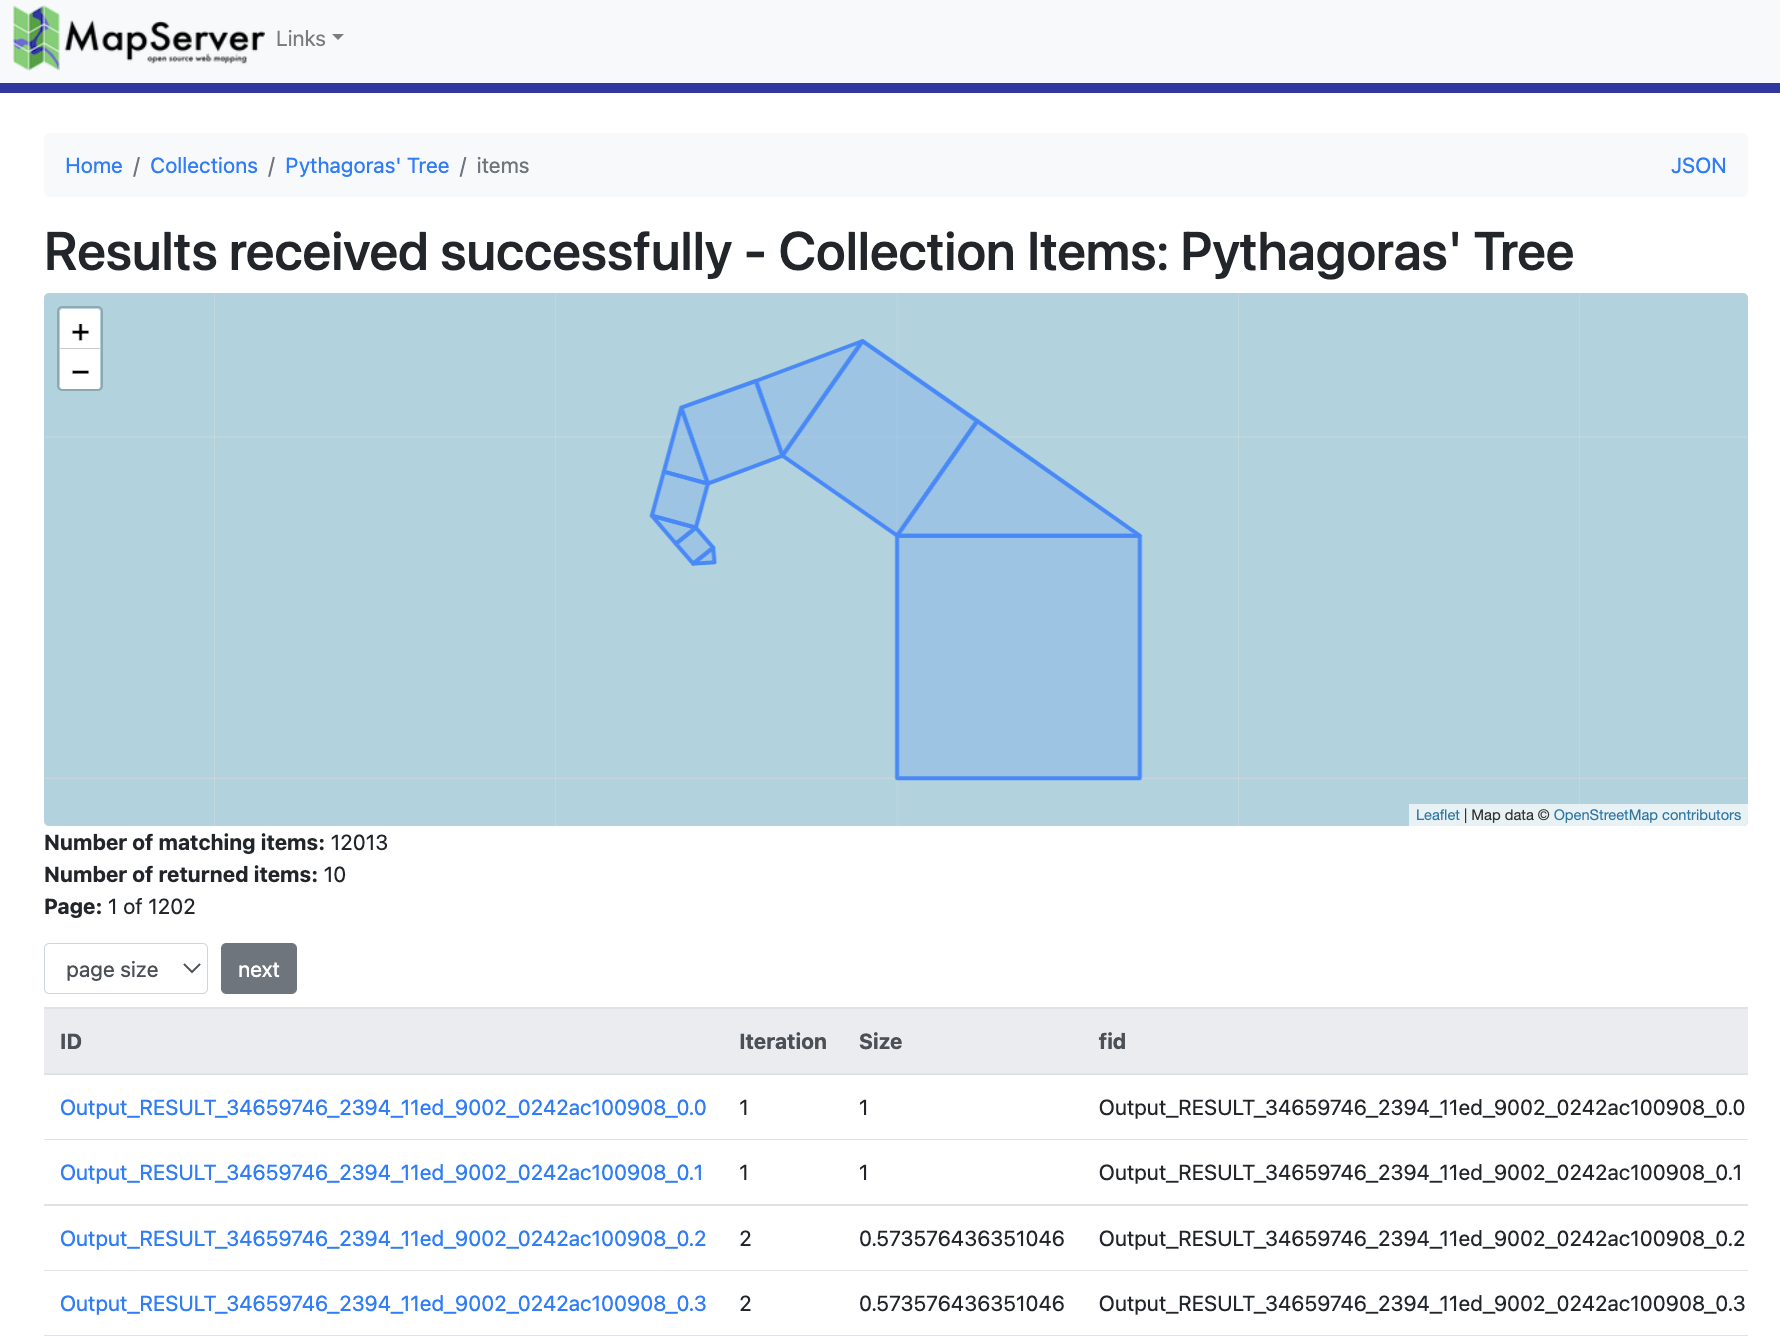 MapServer
open source web mapping
Links
Home / Collections / Pythagoras' Tree / items
JSON
Results received successfully - Collection Items: Pythagoras' Tree
+
−
Leaflet | Map data © OpenStreetMap contributors
Number of matching items: 12013
Number of returned items: 10
Page: 1 of 1202
page size next
ID Iteration Size fid
Output_RESULT_34659746_2394_11ed_9002_0242ac100908_0.0 1 1 Output_RESULT_34659746_2394_11ed_9002_0242ac100908_0.0
Output_RESULT_34659746_2394_11ed_9002_0242ac100908_0.1 1 1 Output_RESULT_34659746_2394_11ed_9002_0242ac100908_0.1
Output_RESULT_34659746_2394_11ed_9002_0242ac100908_0.2 2 0.573576436351046 Output_RESULT_34659746_2394_11ed_9002_0242ac100908_0.2
Output_RESULT_34659746_2394_11ed_9002_0242ac100908_0.3 2 0.573576436351046 Output_RESULT_34659746_2394_11ed_9002_0242ac100908_0.3